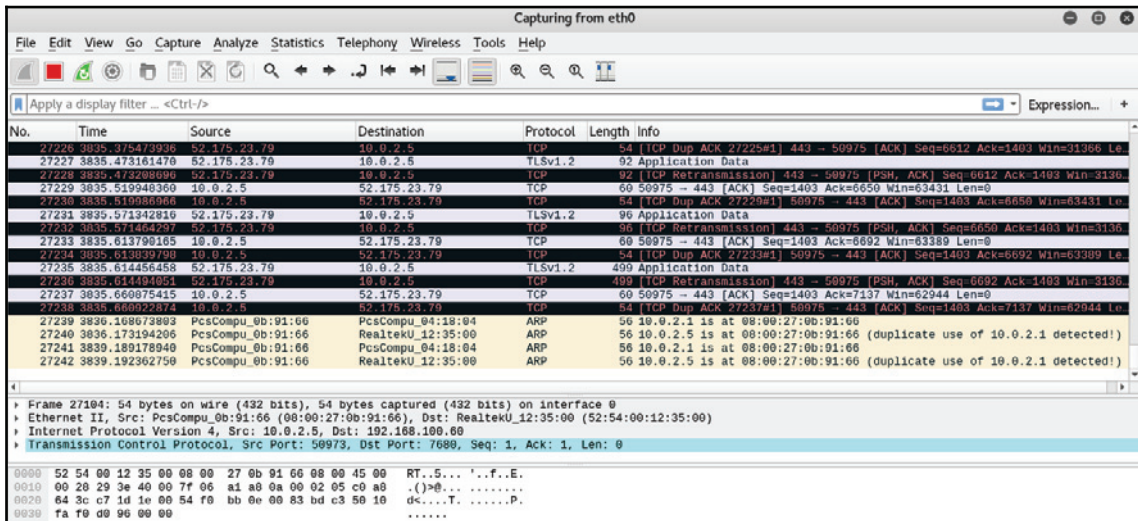 Capturing from eth0
File Edit View Go Capture Analyze Statistics Telephony Wireless Tools Help
Apply a display filter ... <Ctrl-/> Expression... +
No. Time Source Destination Protocol Length Info
27226 3835.375473936 52.175.23.79 10.0.2.5 TCP 54 [TCP Dup ACK 27225#1] 443 → 50975 [ACK] Seq=6612 Ack=1403 Win=31366 Le…
27227 3835.473161470 52.175.23.79 10.0.2.5 TLSv1.2 92 Application Data
27228 3835.473208696 52.175.23.79 10.0.2.5 TCP 92 [TCP Retransmission] 443 → 50975 [PSH, ACK] Seq=6612 Ack=1403 Win=3136…
27229 3835.519948360 10.0.2.5 52.175.23.79 TCP 60 50975 → 443 [ACK] Seq=1403 Ack=6650 Win=63431 Len=0
27230 3835.519986966 10.0.2.5 52.175.23.79 TCP 54 [TCP Dup ACK 27229#1] 50975 → 443 [ACK] Seq=1403 Ack=6650 Win=63431 Le…
27231 3835.571342816 52.175.23.79 10.0.2.5 TLSv1.2 96 Application Data
27232 3835.571464297 52.175.23.79 10.0.2.5 TCP 96 [TCP Retransmission] 443 → 50975 [PSH, ACK] Seq=6650 Ack=1403 Win=3136…
27233 3835.613790165 10.0.2.5 52.175.23.79 TCP 60 50975 → 443 [ACK] Seq=1403 Ack=6692 Win=63389 Len=0
27234 3835.613839798 10.0.2.5 52.175.23.79 TCP 54 [TCP Dup ACK 27233#1] 50975 → 443 [ACK] Seq=1403 Ack=6692 Win=63389 Le…
27235 3835.614456458 52.175.23.79 10.0.2.5 TLSv1.2 499 Application Data
27236 3835.614494051 52.175.23.79 10.0.2.5 TCP 499 [TCP Retransmission] 443 → 50975 [PSH, ACK] Seq=6692 Ack=1403 Win=3136…
27237 3835.660875415 10.0.2.5 52.175.23.79 TCP 60 50975 → 443 [ACK] Seq=1403 Ack=7137 Win=62944 Len=0
27238 3835.660922874 10.0.2.5 52.175.23.79 TCP 54 [TCP Dup ACK 27237#1] 50975 → 443 [ACK] Seq=1403 Ack=7137 Win=62944 Le…
27239 3836.168673803 PcsCompu_0b:91:66 PcsCompu_04:18:04 ARP 56 10.0.2.1 is at 08:00:27:0b:91:66
27240 3836.173194206 PcsCompu_0b:91:66 RealtekU_12:35:00 ARP 56 10.0.2.5 is at 08:00:27:0b:91:66 (duplicate use of 10.0.2.1 detected!)
27241 3839.189178940 PcsCompu_0b:91:66 PcsCompu_04:18:04 ARP 56 10.0.2.1 is at 08:00:27:0b:91:66
27242 3839.192362750 PcsCompu_0b:91:66 RealtekU_12:35:00 ARP 56 10.0.2.5 is at 08:00:27:0b:91:66 (duplicate use of 10.0.2.1 detected!)
Frame 27104: 54 bytes on wire (432 bits), 54 bytes captured (432 bits) on interface 0
Ethernet II, Src: PcsCompu_0b:91:66 (08:00:27:0b:91:66), Dst: RealtekU_12:35:00 (52:54:00:12:35:00)
Internet Protocol Version 4, Src: 10.0.2.5, Dst: 192.168.100.60
Transmission Control Protocol, Src Port: 50973, Dst Port: 7680, Seq: 1, Ack: 1, Len: 0
0000 52 54 00 12 35 00 08 00 27 0b 91 66 08 00 45 00 RT..5... '..f..E.
0010 00 28 29 3e 40 00 7f 06 a1 a8 0a 00 02 05 c0 a8 .()>@... ........
0020 64 3c c7 1d 1e 00 54 f0 bb 0e 00 83 bd c3 50 10 d<....T. ......P.
0030 fa f0 d0 96 00 00 ......